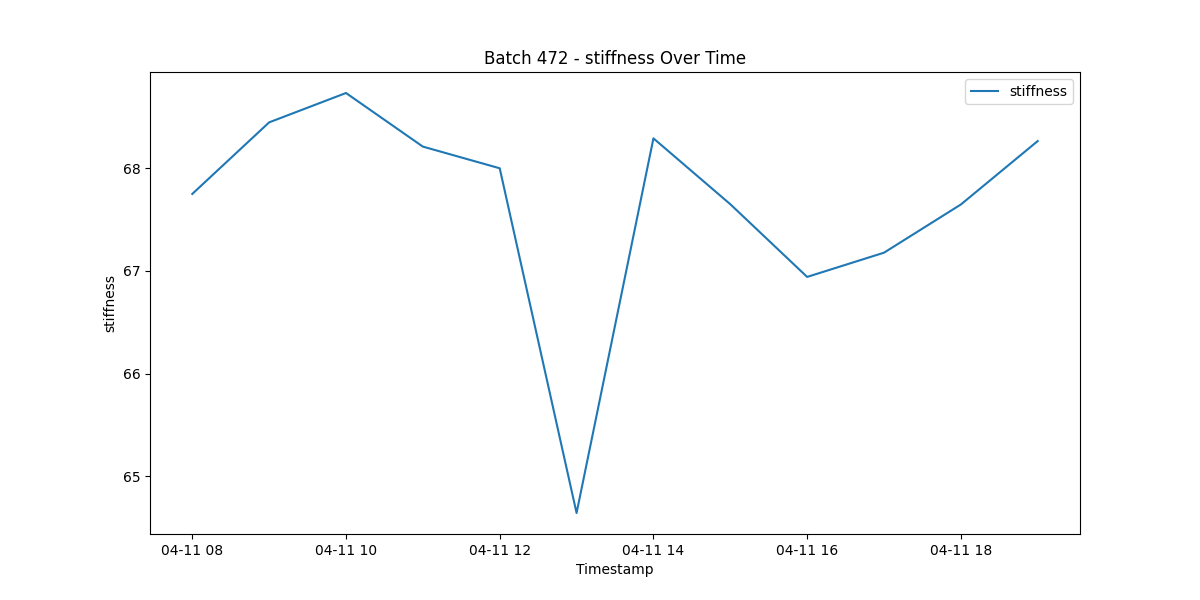 Batch 472 - stiffness Over Time
stiffness
68
67
66
65
stiffness
04-11 08
04-11 10
04-11 12
04-11 14
04-11 16
04-11 18
Timestamp